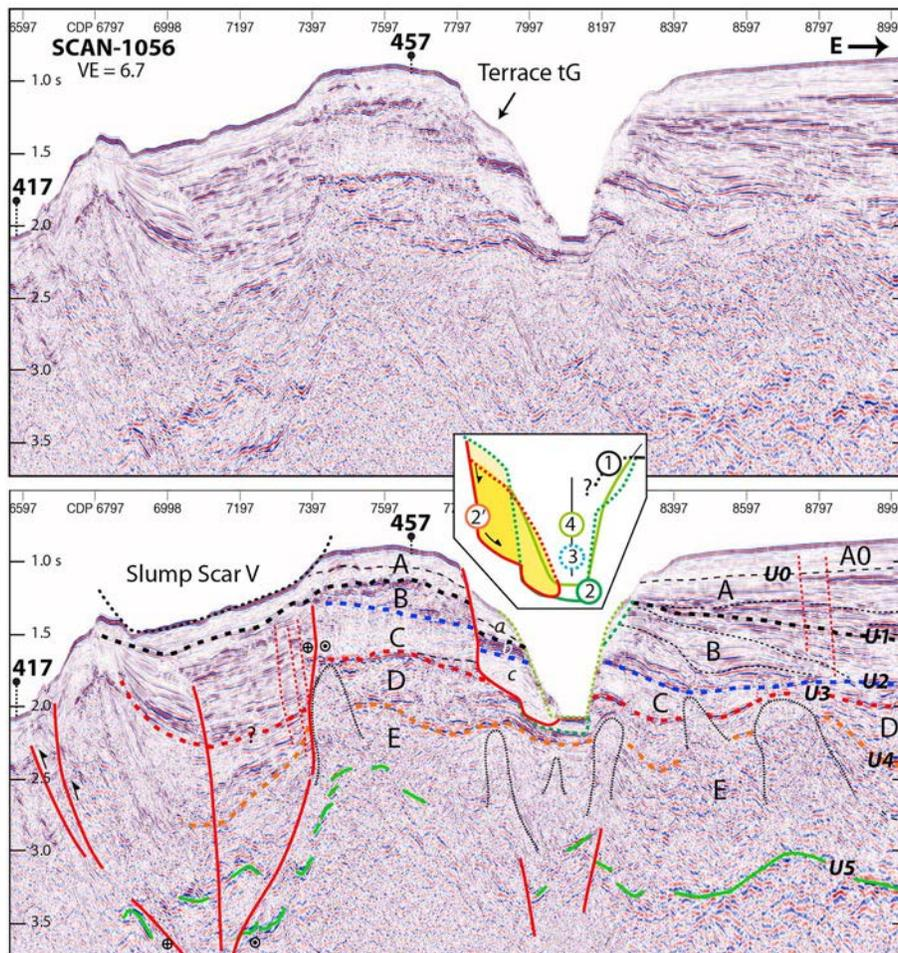 6597 CDP 6797 6998 7197 7397 7597 7797 7997 8197 8397 8597 8797 899
SCAN-1056
VE = 6.7
457
E
Terrace tG
1.0 s
1.5
417
2.0
2.5
3.0
3.5
6597 CDP 6797 6998 7197 7397 7597 7797 8397 8597 8797 899
457
1
?
2'
4
3
2
1.0 s
Slump Scar V
A
U0
A
A0
B
a
b
1.5
C
c
B
U1
417
D
U2
2.0
?
E
C
U3
D
U4
2.5
E
3.0
U5
3.5